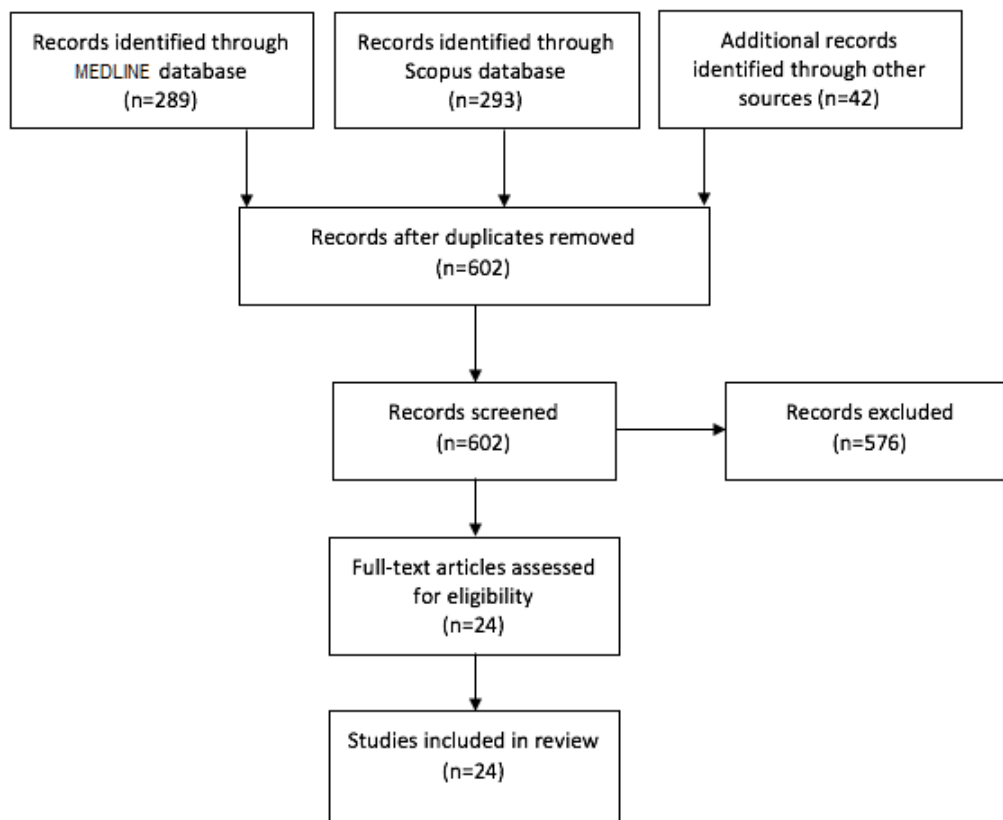 Records identified through
MEDLINE database
(n=289)
Records identified through
Scopus database
(n=293)
Additional records
identified through other
sources (n=42)
Records after duplicates removed
(n=602)
Records screened
(n=602)
Records excluded
(n=576)
Full-text articles assessed
for eligibility
(n=24)
Studies included in review
(n=24)